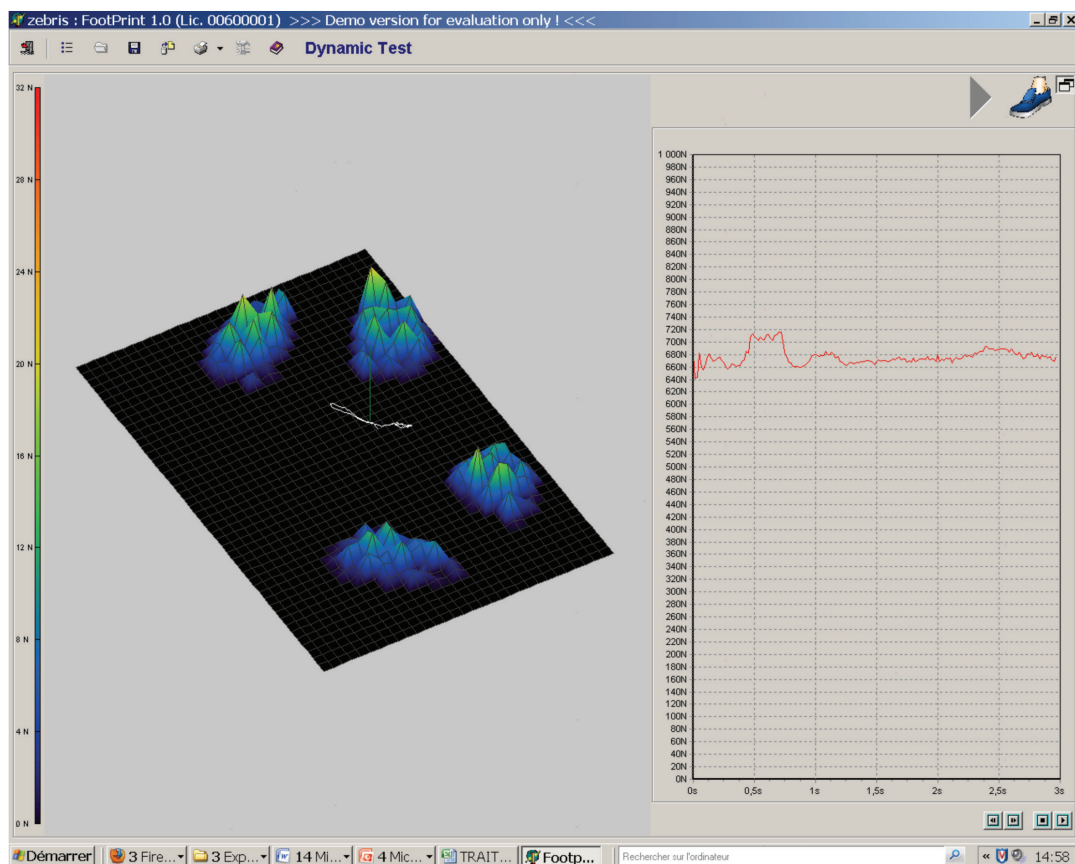 zebris : FootPrint 1.0 (Lic. 00600001) >>> Demo version for evaluation only ! <<<
Dynamic Test
32 N
28 N
24 N
20 N
16 N
12 N
8 N
4 N
0 N
1 000N
980N
960N
940N
920N
900N
880N
860N
840N
820N
800N
780N
760N
740N
720N
700N
680N
660N
640N
620N
600N
580N
560N
540N
520N
500N
480N
460N
440N
420N
400N
380N
360N
340N
320N
300N
280N
260N
240N
220N
200N
180N
160N
140N
120N
100N
80N
60N
40N
20N
0N
0s 0,5s 1s 1,5s 2s 2,5s 3s
Démarrer 3 Fire... 3 Exp... 14 Mi... 4 Mic... TRAIT... Footp... Rechercher sur l'ordinateur « 14:58